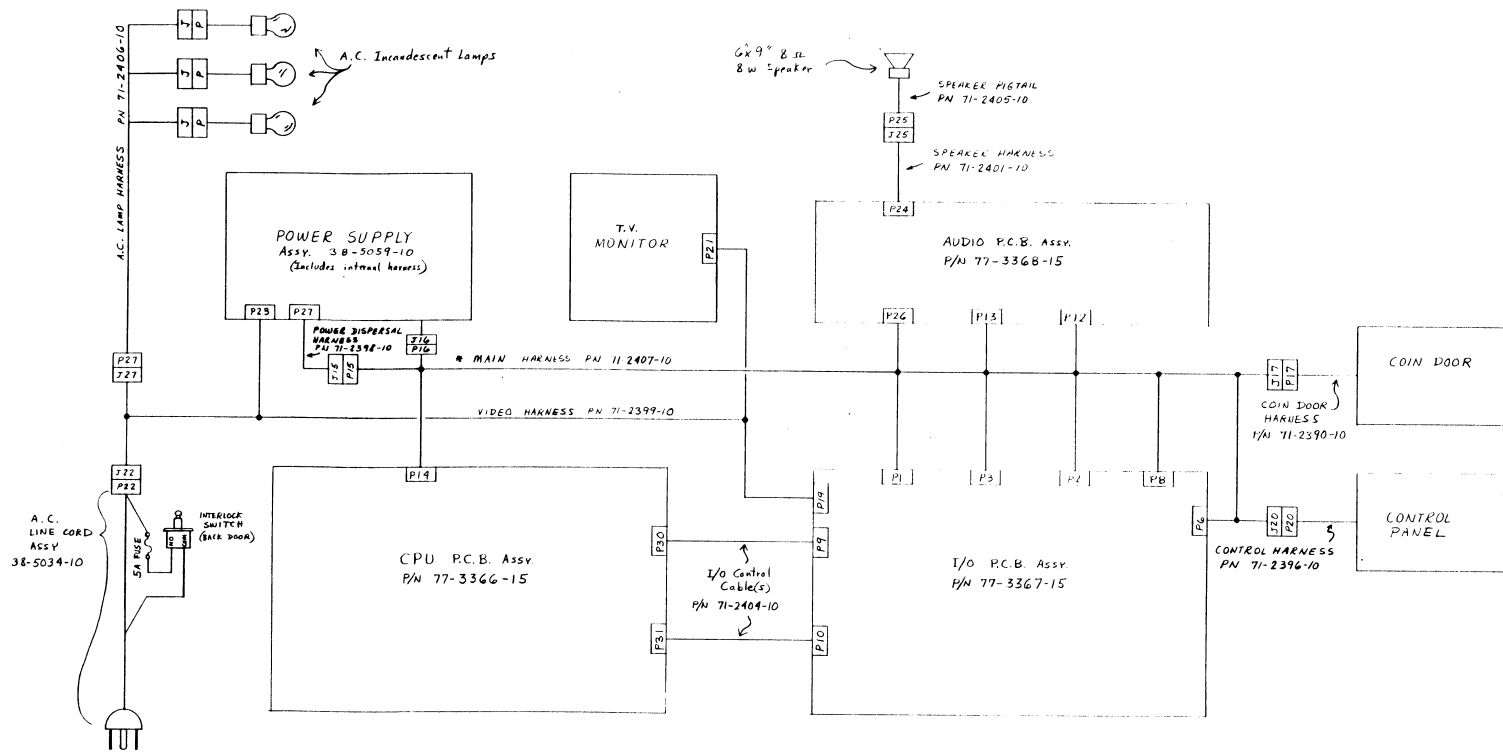 J P
J P
J P
A.C. Incandescent Lamps
A.C. LAMP HARNESS PN 71-2406-10
6x9" 8 Ω
8 w Speaker
SPEAKER PIGTAIL
PN 71-2405-10
P25
J25
SPEAKER HARNESS
PN 71-2401-10
P24
POWER SUPPLY
ASSY. 38-5059-10
(Includes internal harness)
T.V.
MONITOR
P21
AUDIO P.C.B. ASSY.
P/N 77-3368-15
P27
P26 P13 P12
POWER DISPERSAL
HARNESS
PN 71-2398-10
J16
P16
J15 P15
* MAIN HARNESS PN 11-2407-10
P27
J27
J17 P17
COIN DOOR
COIN DOOR
HARNESS
P/N 71-2390-10
VIDEO HARNESS PN 71-2399-10
J22
P22
P14
P1 P3 P2 P8
P19
P6
J20 P20
CONTROL
PANEL
CONTROL HARNESS
PN 71-2396-10
A.C.
LINE CORD
ASSY
38-5034-10
5A FUSE
INTERLOCK
SWITCH
(BACK DOOR)
NO COM
CPU P.C.B. ASSY.
P/N 77-3366-15
P30
P9
I/O Control
Cable(s)
P/N 71-2404-10
P31
P10
I/O P.C.B. ASSY.
P/N 77-3367-15